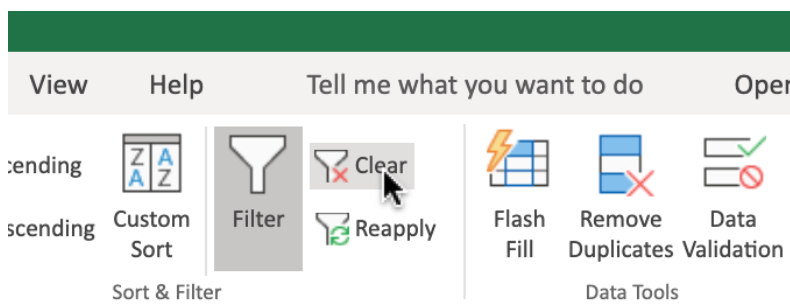 View Help Tell me what you want to do Open
cending
Clear
scending
Custom
Sort
Filter
Reapply
Flash
Fill
Remove
Duplicates
Data
Validation
Sort & Filter
Data Tools